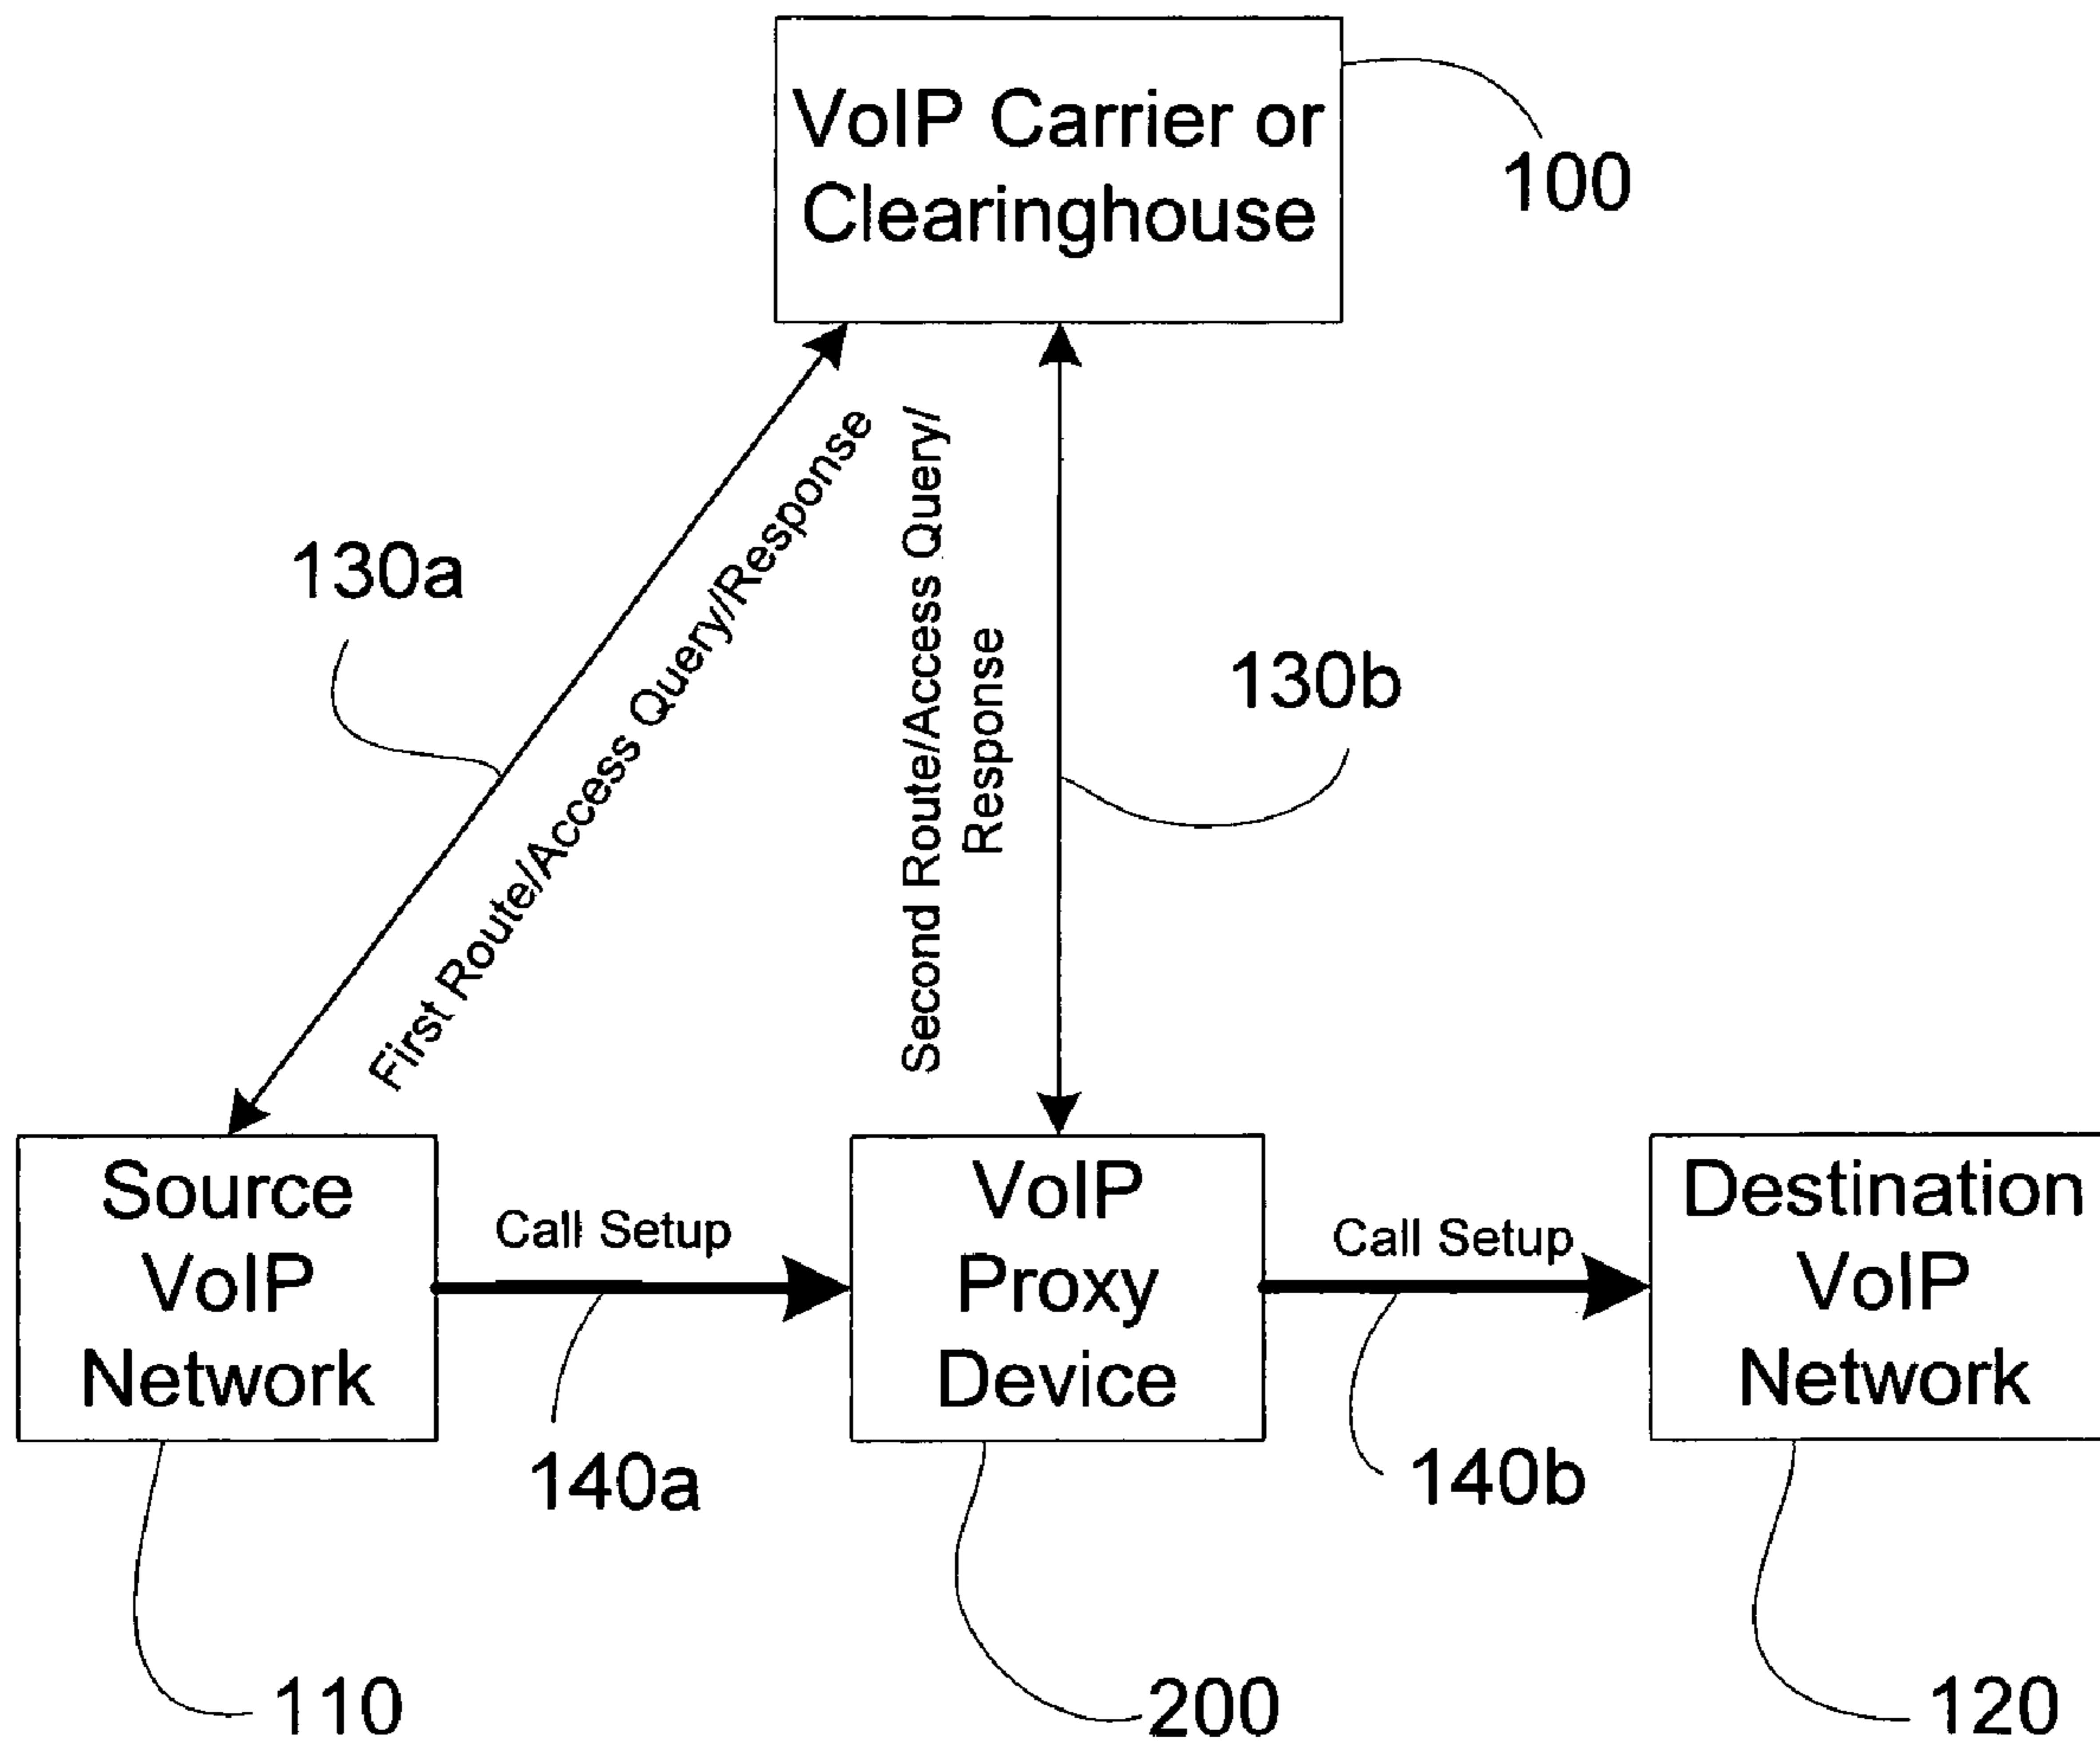 VoIP Carrier or
Clearinghouse
100
130a
First Route/Access Query/Response
Second Route/Access Query/
Response
130b
Source
VoIP
Network
Call Setup
VoIP
Proxy
Device
Call Setup
Destination
VoIP
Network
140a
140b
110
200
120